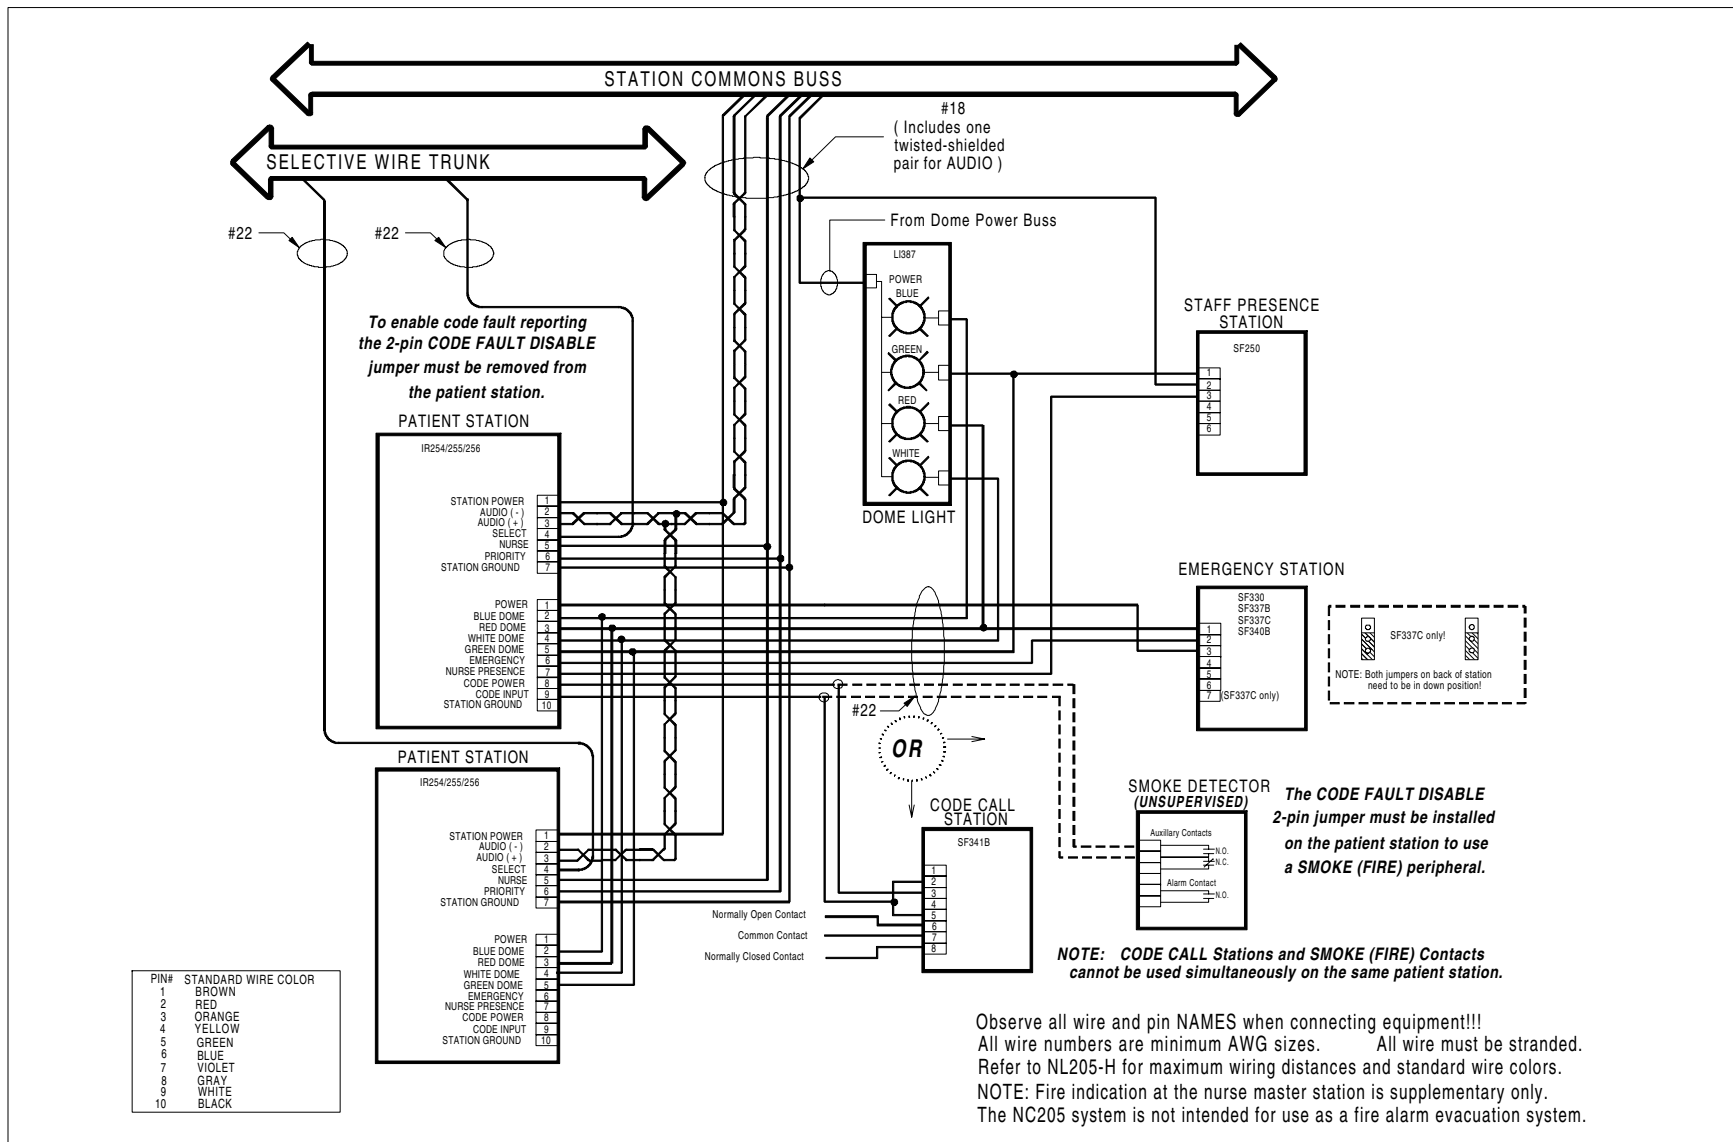 STATION COMMONS BUSS
#18
( Includes one
twisted-shielded
pair for AUDIO )
SELECTIVE WIRE TRUNK
#22
#22
From Dome Power Buss
LI387
POWER
BLUE
GREEN
RED
WHITE
DOME LIGHT
STAFF PRESENCE
STATION
SF250
1
2
3
4
5
6
To enable code fault reporting
the 2-pin CODE FAULT DISABLE
jumper must be removed from
the patient station.
PATIENT STATION
IR254/255/256
STATION POWER 1
AUDIO ( - ) 2
AUDIO ( + ) 3
SELECT 4
NURSE 5
PRIORITY 6
STATION GROUND 7
POWER 1
BLUE DOME 2
RED DOME 3
WHITE DOME 4
GREEN DOME 5
EMERGENCY 6
NURSE PRESENCE 7
CODE POWER 8
CODE INPUT 9
STATION GROUND 10
EMERGENCY STATION
SF330
SF337B
SF337C
SF340B
1
2
3
4
5
6
7 (SF337C only)
SF337C only!
NOTE: Both jumpers on back of station
need to be in down position!
#22
OR
PATIENT STATION
IR254/255/256
STATION POWER 1
AUDIO ( - ) 2
AUDIO ( + ) 3
SELECT 4
NURSE 5
PRIORITY 6
STATION GROUND 7
POWER 1
BLUE DOME 2
RED DOME 3
WHITE DOME 4
GREEN DOME 5
EMERGENCY 6
NURSE PRESENCE 7
CODE POWER 8
CODE INPUT 9
STATION GROUND 10
CODE CALL
STATION
SF341B
1
2
3
4
5
6
7
8
Normally Open Contact
Common Contact
Normally Closed Contact
SMOKE DETECTOR
(UNSUPERVISED)
Auxillary Contacts
N.O.
N.C.
Alarm Contact
N.O.
The CODE FAULT DISABLE
2-pin jumper must be installed
on the patient station to use
a SMOKE (FIRE) peripheral.
NOTE: CODE CALL Stations and SMOKE (FIRE) Contacts
cannot be used simultaneously on the same patient station.
PIN# STANDARD WIRE COLOR
1 BROWN
2 RED
3 ORANGE
4 YELLOW
5 GREEN
6 BLUE
7 VIOLET
8 GRAY
9 WHITE
10 BLACK
Observe all wire and pin NAMES when connecting equipment!!!
All wire numbers are minimum AWG sizes. All wire must be stranded.
Refer to NL205-H for maximum wiring distances and standard wire colors.
NOTE: Fire indication at the nurse master station is supplementary only.
The NC205 system is not intended for use as a fire alarm evacuation system.